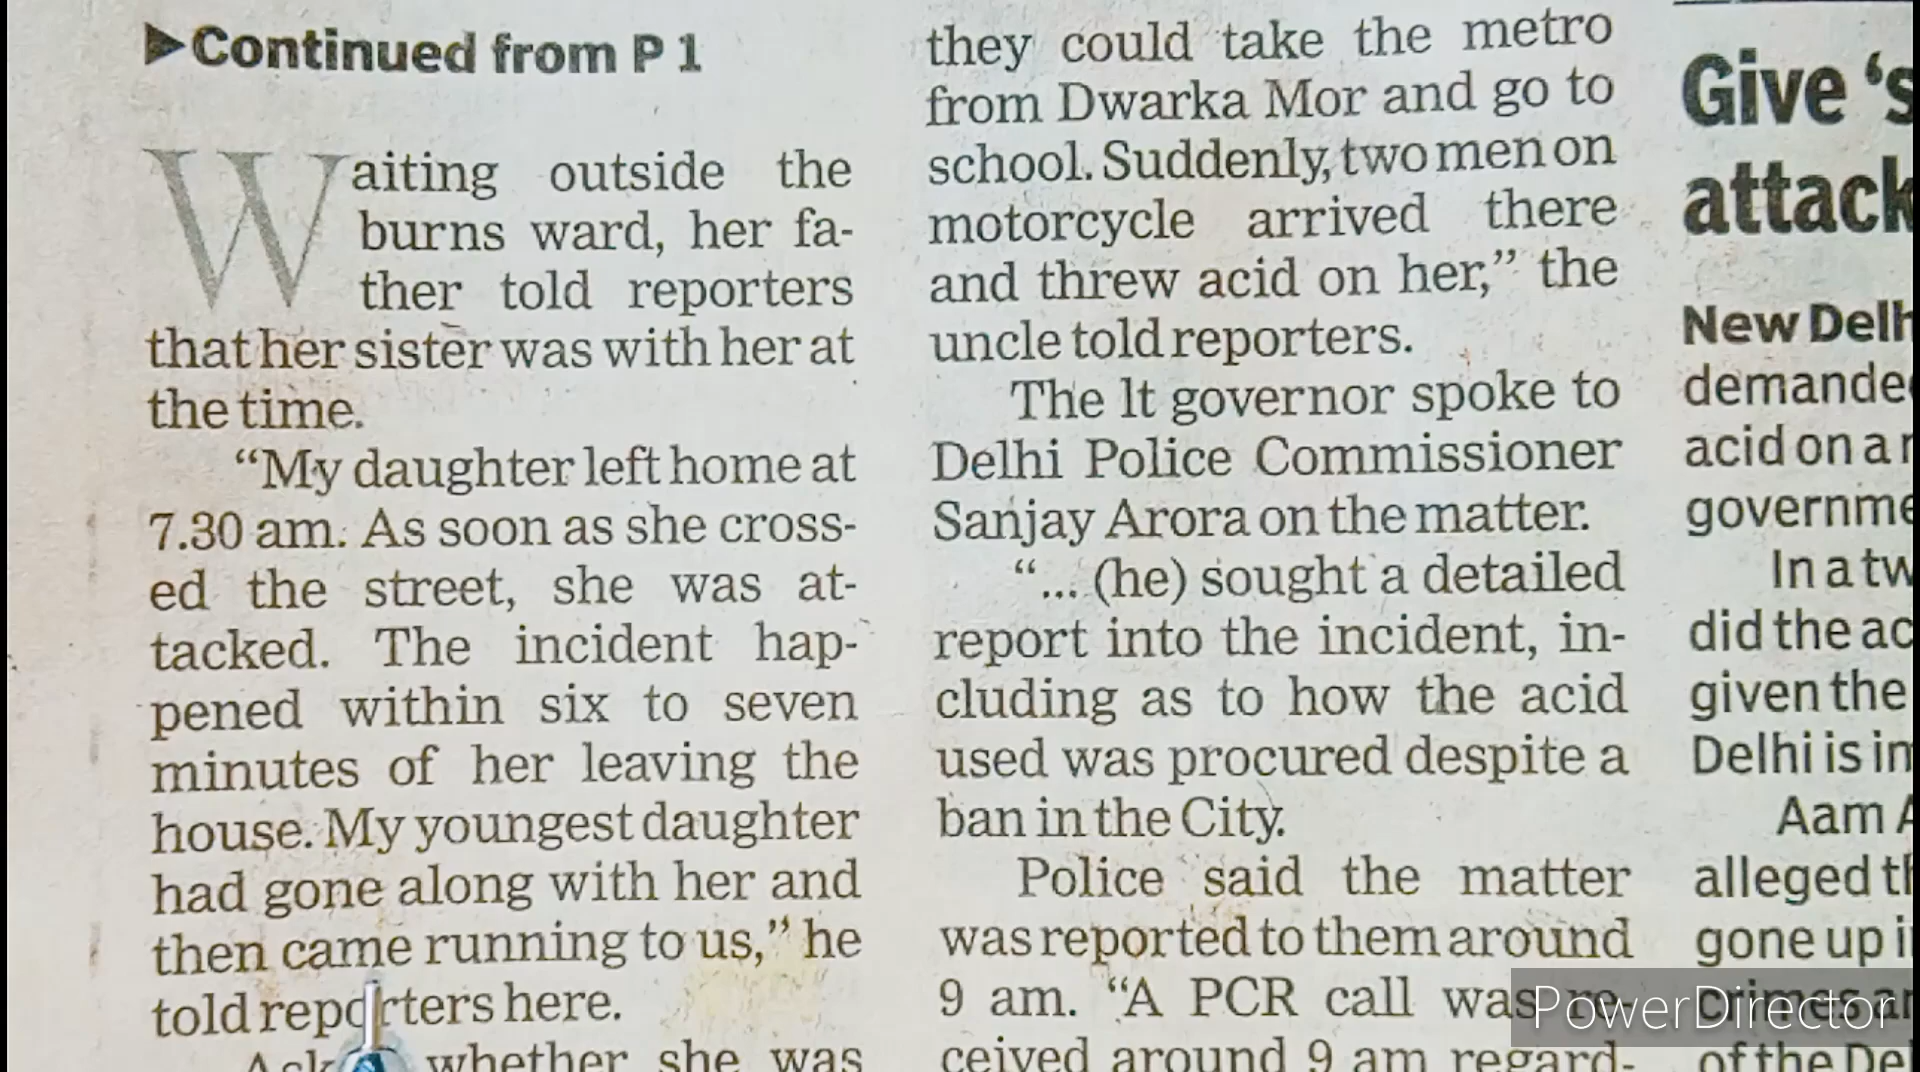 ▶Continued from P 1
Waiting outside the
burns ward, her fa-
ther told reporters
that her sister was with her at
the time.
“My daughter left home at
7.30 am. As soon as she cross-
ed the street, she was at-
tacked. The incident hap-
pened within six to seven
minutes of her leaving the
house. My youngest daughter
had gone along with her and
then came running to us,” he
told reporters here.
whether she was
they could take the metro
from Dwarka Mor and go to
school. Suddenly, two men on
motorcycle arrived there
and threw acid on her,” the
uncle told reporters.
The lt governor spoke to
Delhi Police Commissioner
Sanjay Arora on the matter.
“... (he) sought a detailed
report into the incident, in-
cluding as to how the acid
used was procured despite a
ban in the City.
Police said the matter
was reported to them around
9 am. “A PCR call was re-
ceived around 9 am regard-
Give ‘s
attack
New Delh
demande
acid on a
governme
In a tw
did the ac
given the
Delhi is in
Aam A
alleged th
gone up i
crimes
of the De
PowerDirector